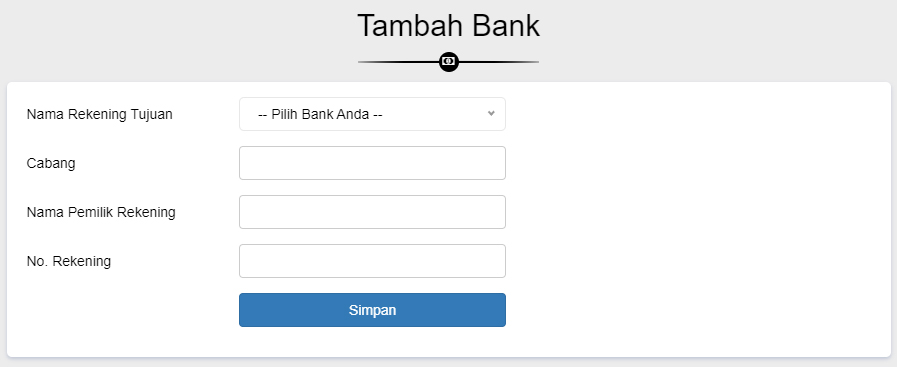 Tambah Bank
Nama Rekening Tujuan
-- Pilih Bank Anda --
Cabang
Nama Pemilik Rekening
No. Rekening
Simpan